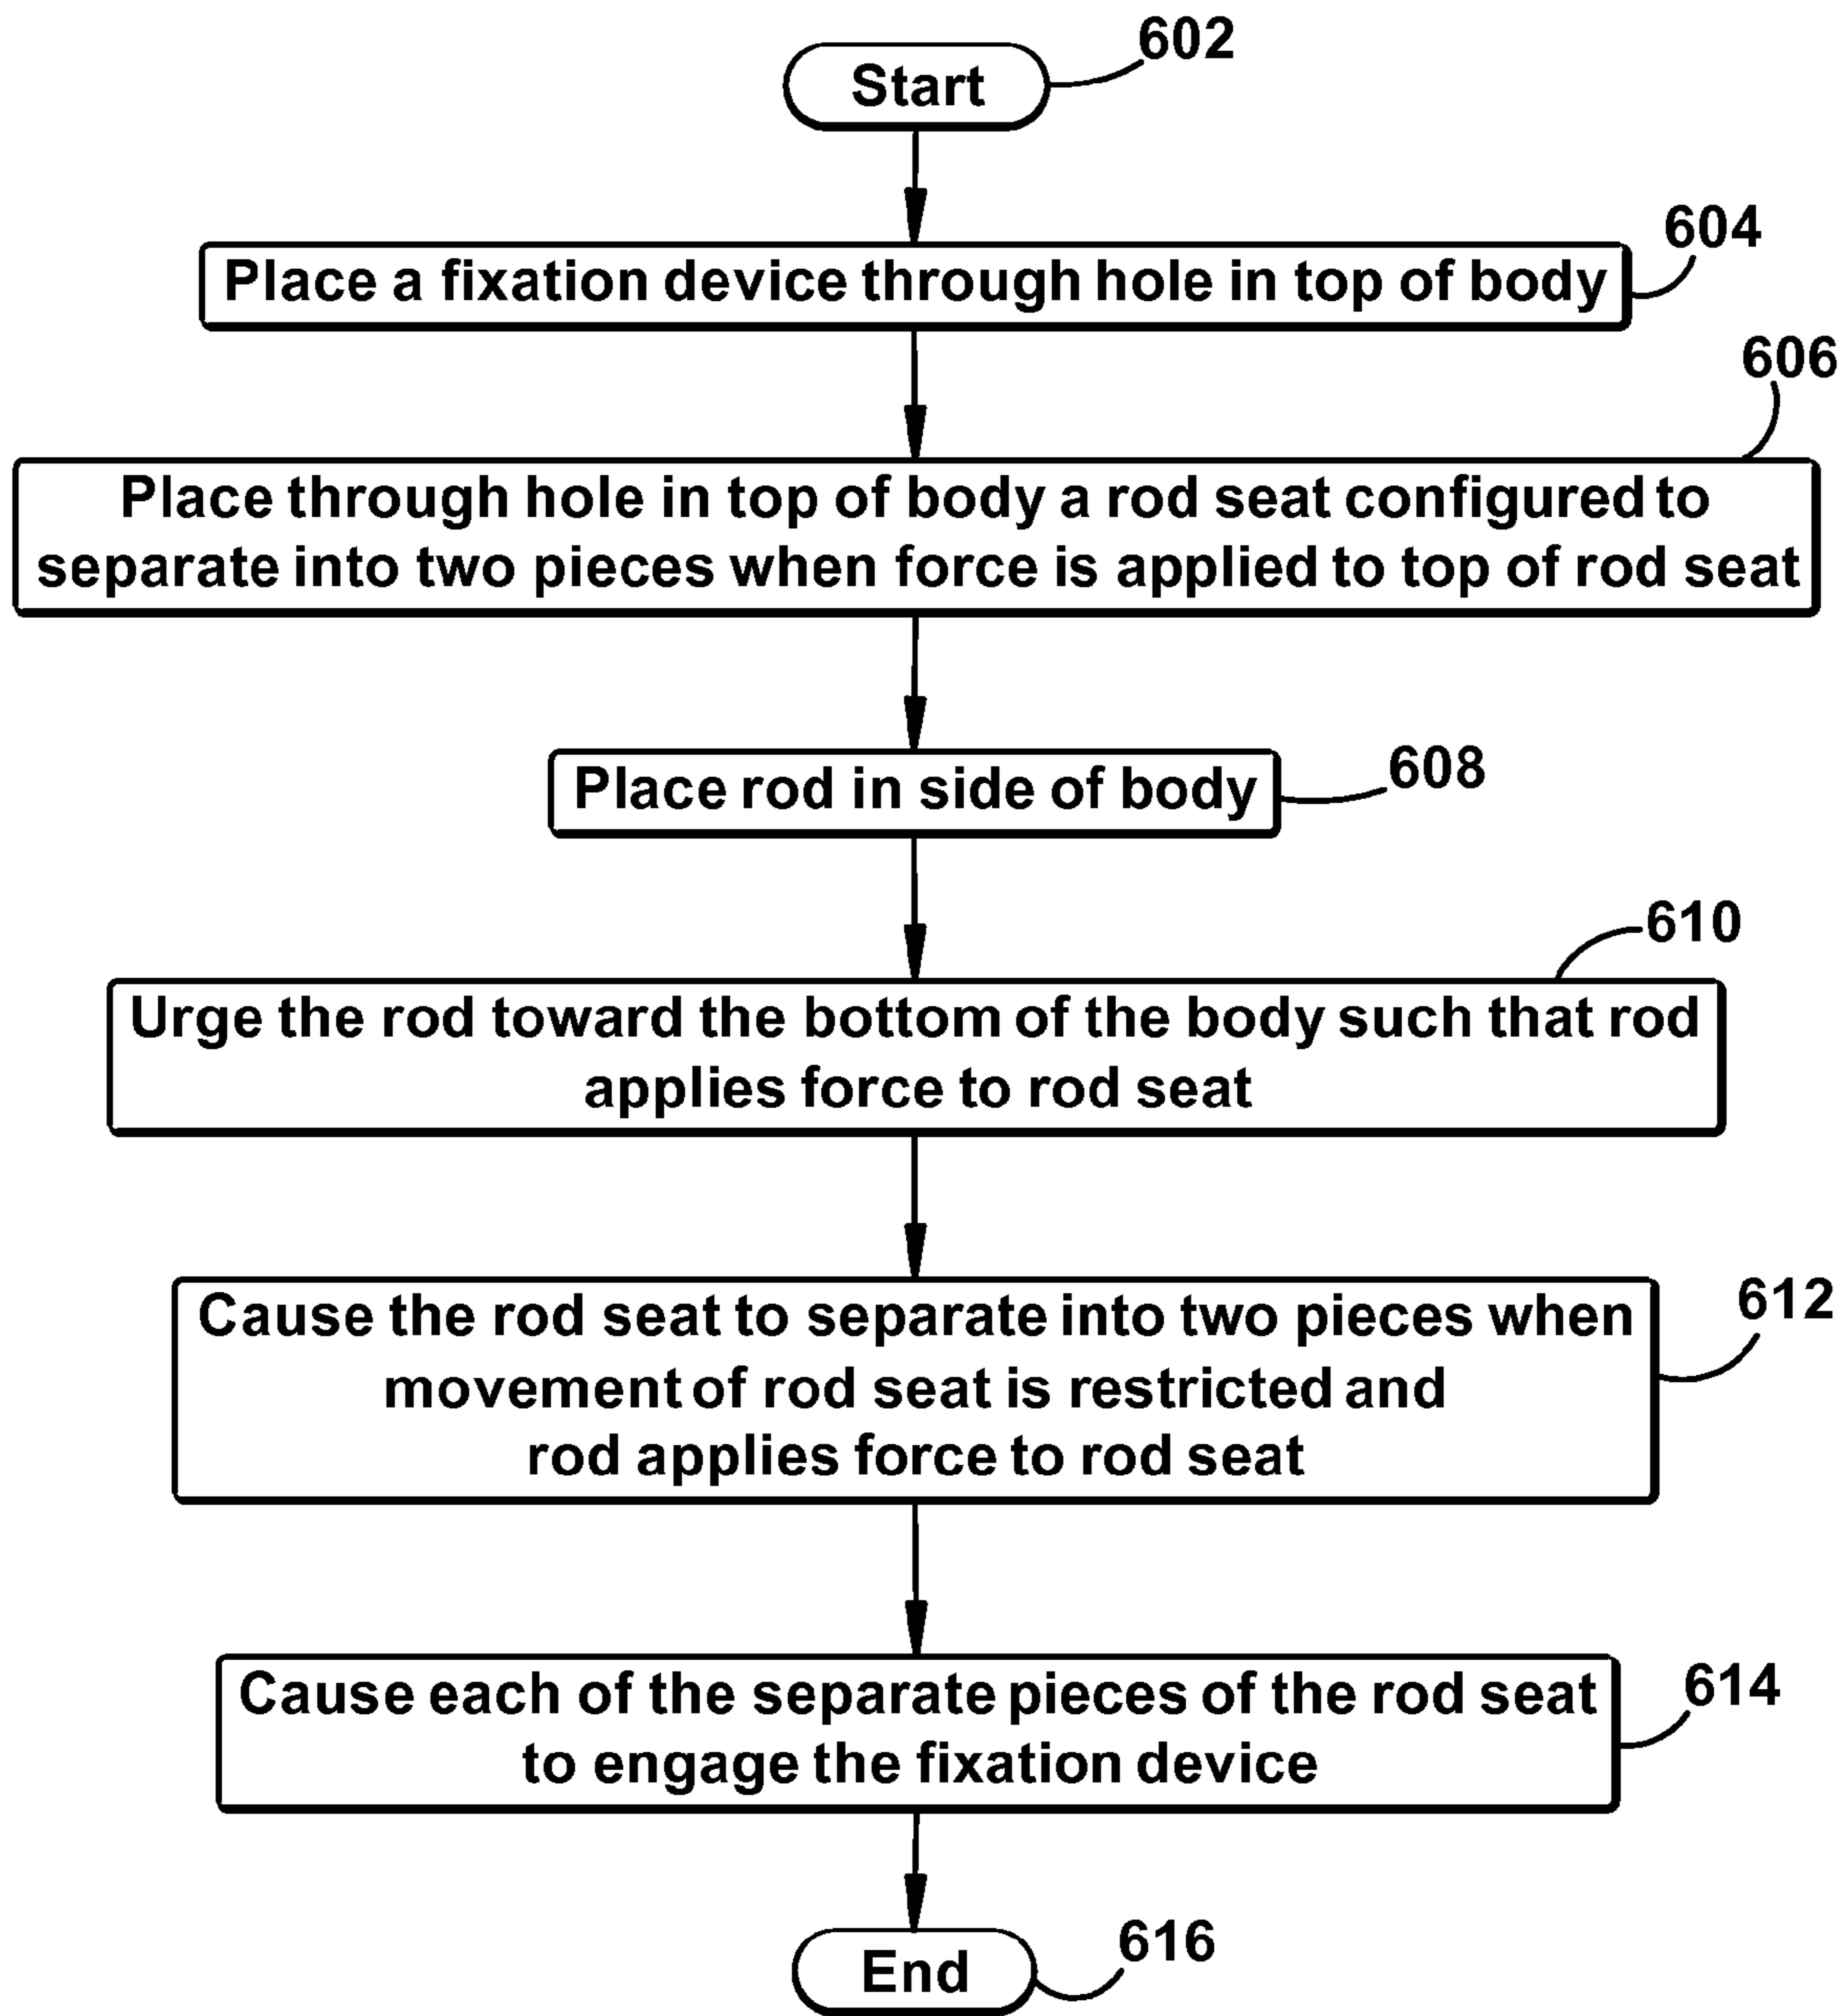 602
Start
604
Place a fixation device through hole in top of body
606
Place through hole in top of body a rod seat configured to
separate into two pieces when force is applied to top of rod seat
608
Place rod in side of body
610
Urge the rod toward the bottom of the body such that rod
applies force to rod seat
612
Cause the rod seat to separate into two pieces when
movement of rod seat is restricted and
rod applies force to rod seat
614
Cause each of the separate pieces of the rod seat
to engage the fixation device
616
End